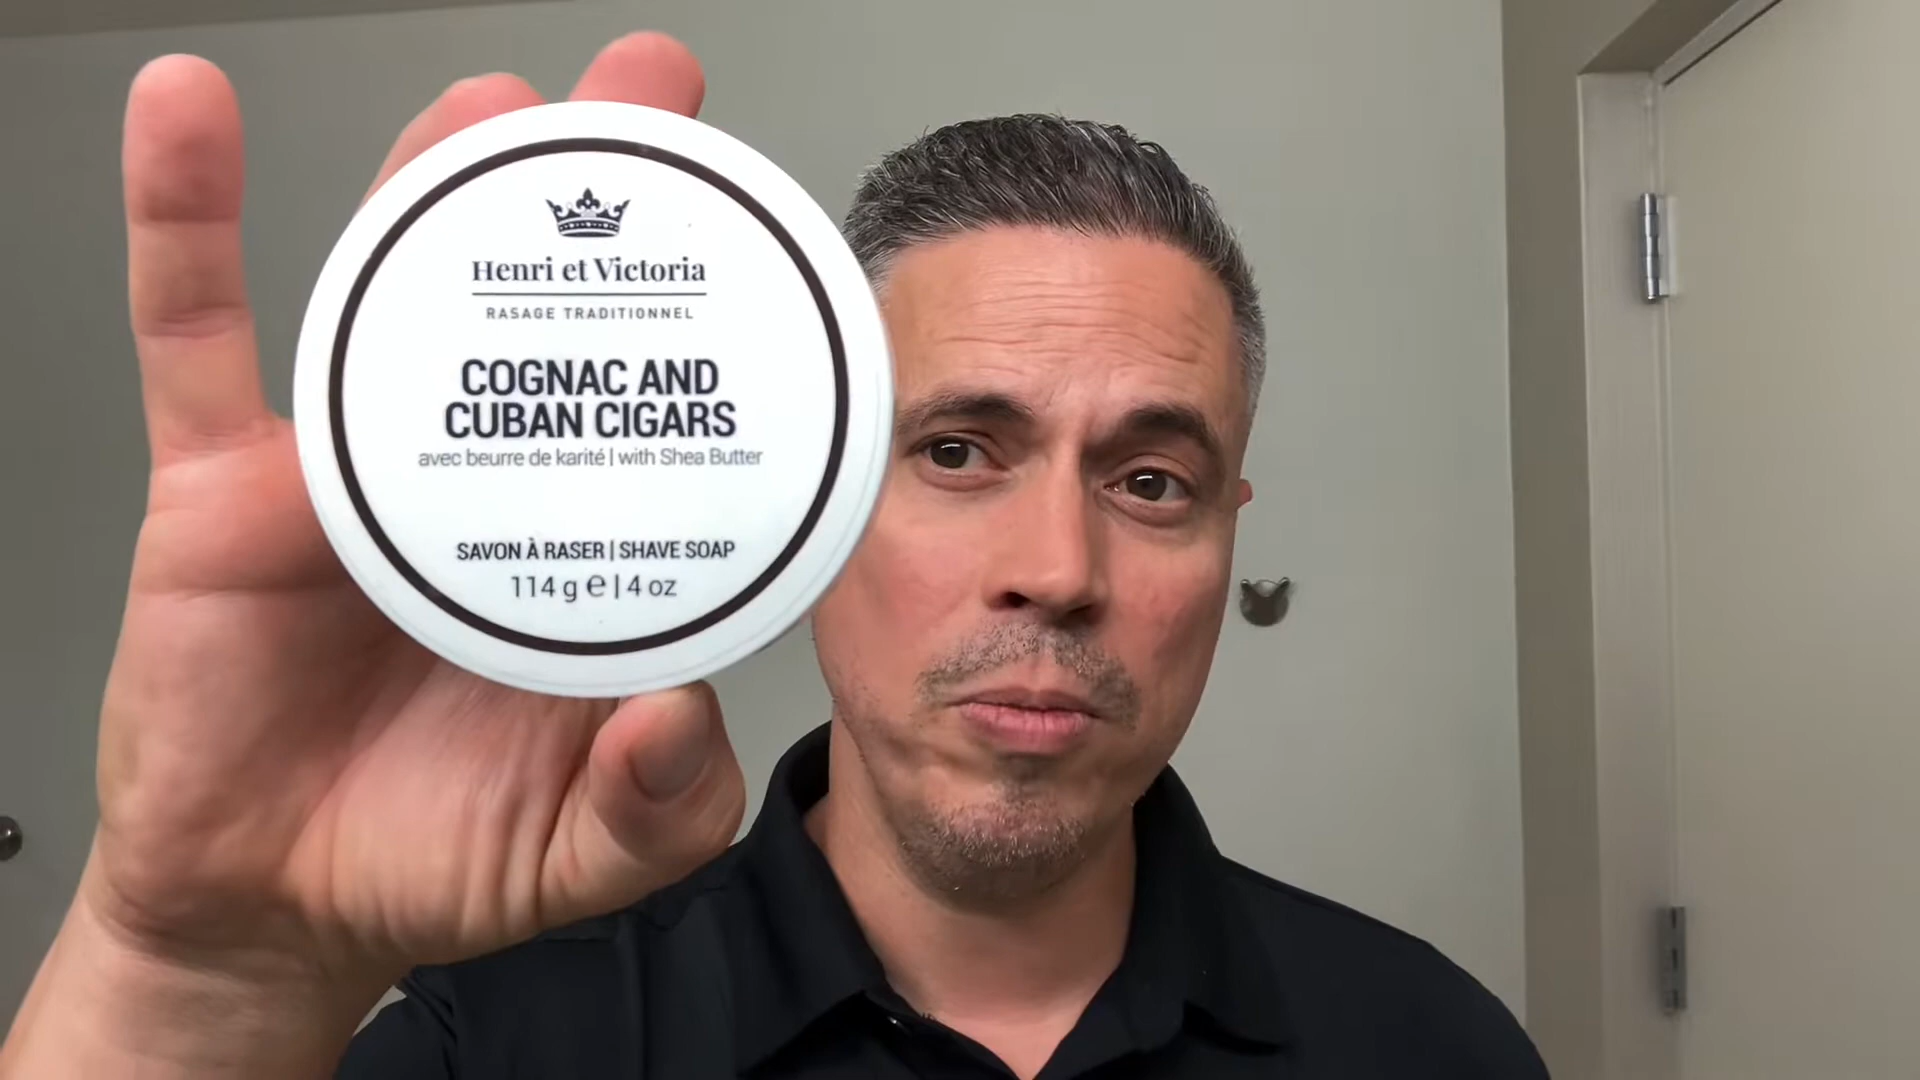 Henri et Victoria
RASAGE TRADITIONNEL
COGNAC AND
CUBAN CIGARS
avec beurre de karité | with Shea Butter
SAVON À RASER | SHAVE SOAP
114 g ℮ | 4 oz